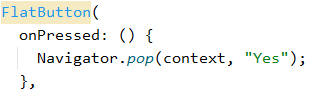 FlatButton(
onPressed: () {
Navigator.pop(context, "Yes");
},